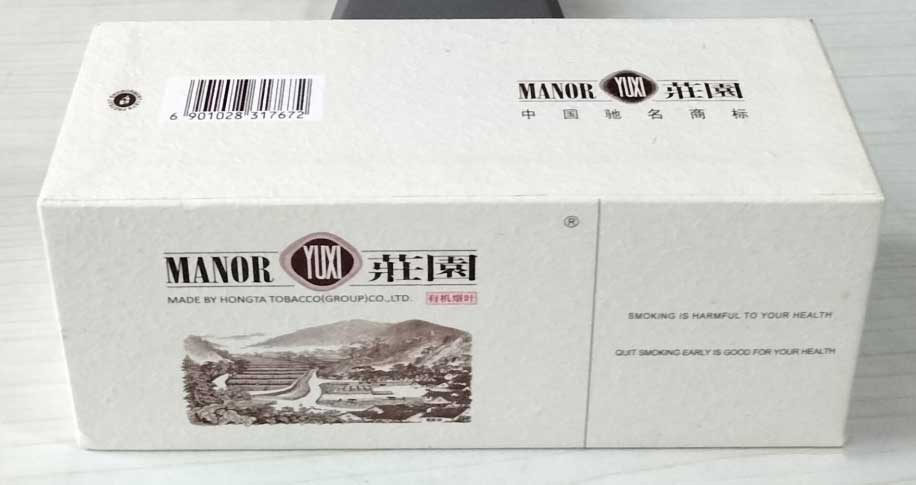 6 901028 317672
MANOR YUXI 莊園
中国驰名商标
®
MANOR YUXI 莊園
MADE BY HONGTA TOBACCO(GROUP)CO.,LTD. 有机烟叶
SMOKING IS HARMFUL TO YOUR HEALTH
QUIT SMOKING EARLY IS GOOD FOR YOUR HEALTH